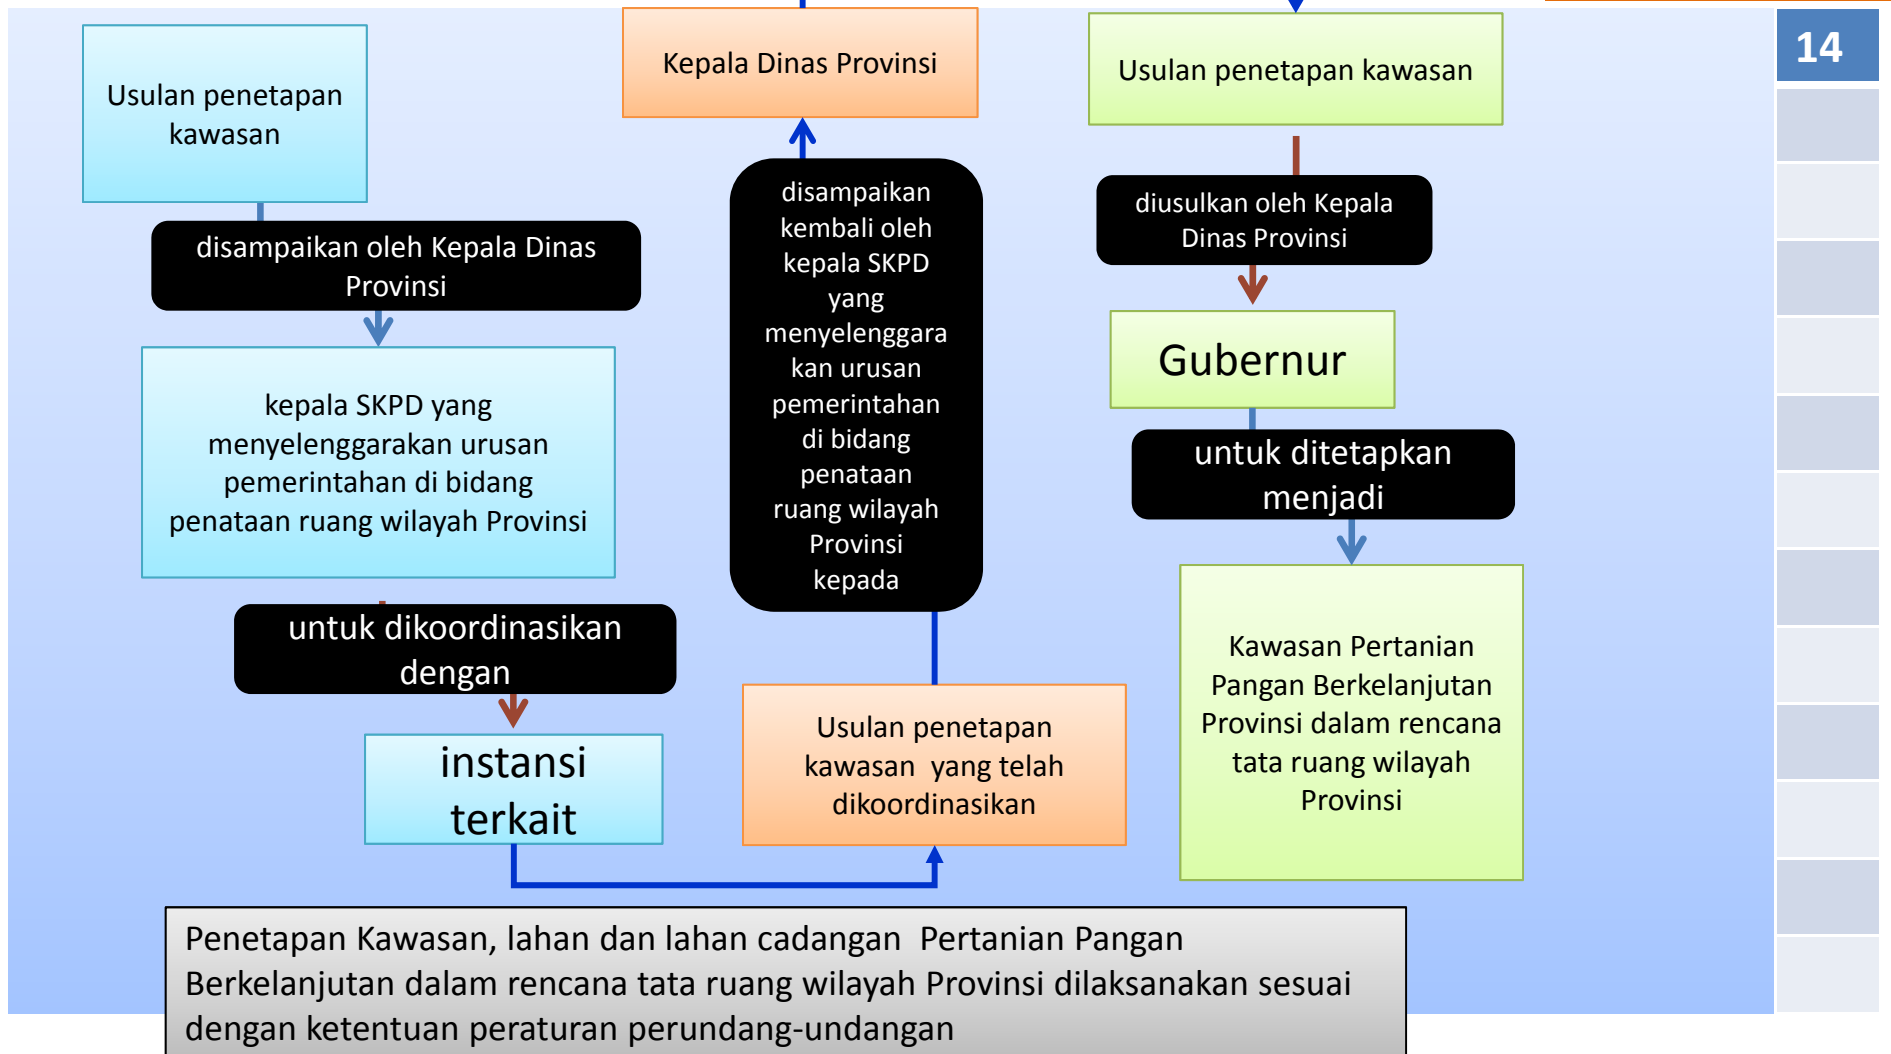 14
Usulan penetapan
kawasan
disampaikan oleh Kepala Dinas
Provinsi
kepala SKPD yang
menyelenggarakan urusan
pemerintahan di bidang
penataan ruang wilayah Provinsi
untuk dikoordinasikan
dengan
instansi
terkait
Usulan penetapan
kawasan  yang telah
dikoordinasikan
disampaikan
kembali oleh
kepala SKPD
yang
menyelenggara
kan urusan
pemerintahan
di bidang
penataan
ruang wilayah
Provinsi
kepada
Kepala Dinas Provinsi
Usulan penetapan kawasan
diusulkan oleh Kepala
Dinas Provinsi
Gubernur
untuk ditetapkan
menjadi
Kawasan Pertanian
Pangan Berkelanjutan
Provinsi dalam rencana
tata ruang wilayah
Provinsi
Penetapan Kawasan, lahan dan lahan cadangan  Pertanian Pangan
Berkelanjutan dalam rencana tata ruang wilayah Provinsi dilaksanakan sesuai
dengan ketentuan peraturan perundang-undangan